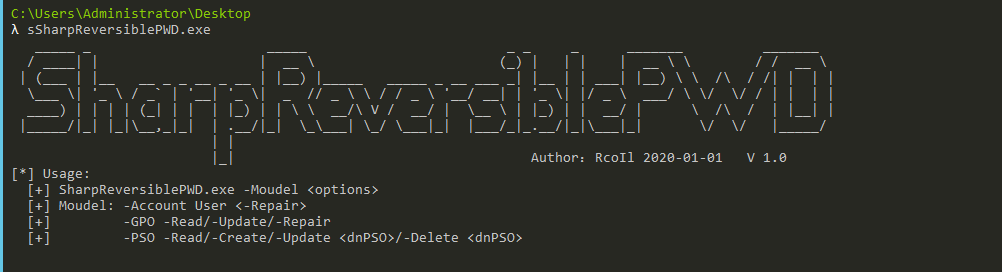 C:\Users\Administrator\Desktop
λ sSharpReversiblePWD.exe
SharpReversiblePWD
Author：RcoIl 2020-01-01 V 1.0
[*] Usage:
[+] SharpReversiblePWD.exe -Moudel <options>
[+] Moudel: -Account User <-Repair>
[+] -GPO -Read/-Update/-Repair
[+] -PSO -Read/-Create/-Update <dnPSO>/-Delete <dnPSO>